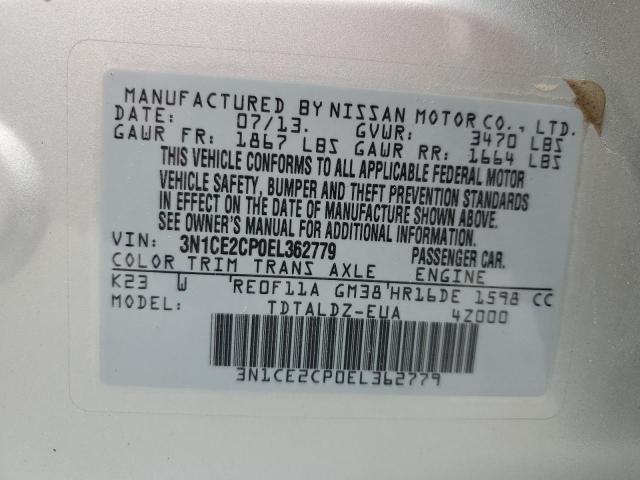 MANUFACTURED BY NISSAN MOTOR CO., LTD.
DATE: 07/13. GVWR: 3470 LBS
GAWR FR: 1867 LBS GAWR RR: 1664 LBS
THIS VEHICLE CONFORMS TO ALL APPLICABLE FEDERAL MOTOR
VEHICLE SAFETY, BUMPER AND THEFT PREVENTION STANDARDS
IN EFFECT ON THE DATE OF MANUFACTURE SHOWN ABOVE.
SEE OWNER'S MANUAL FOR ADDITIONAL INFORMATION.
VIN: 3N1CE2CP0EL362779 PASSENGER CAR.
COLOR TRIM TRANS AXLE ENGINE
K23 W RE0F11A GM38 HR16DE 1598 CC
MODEL: TDTALDZ-EUA 4Z000
3N1CE2CP0EL362779